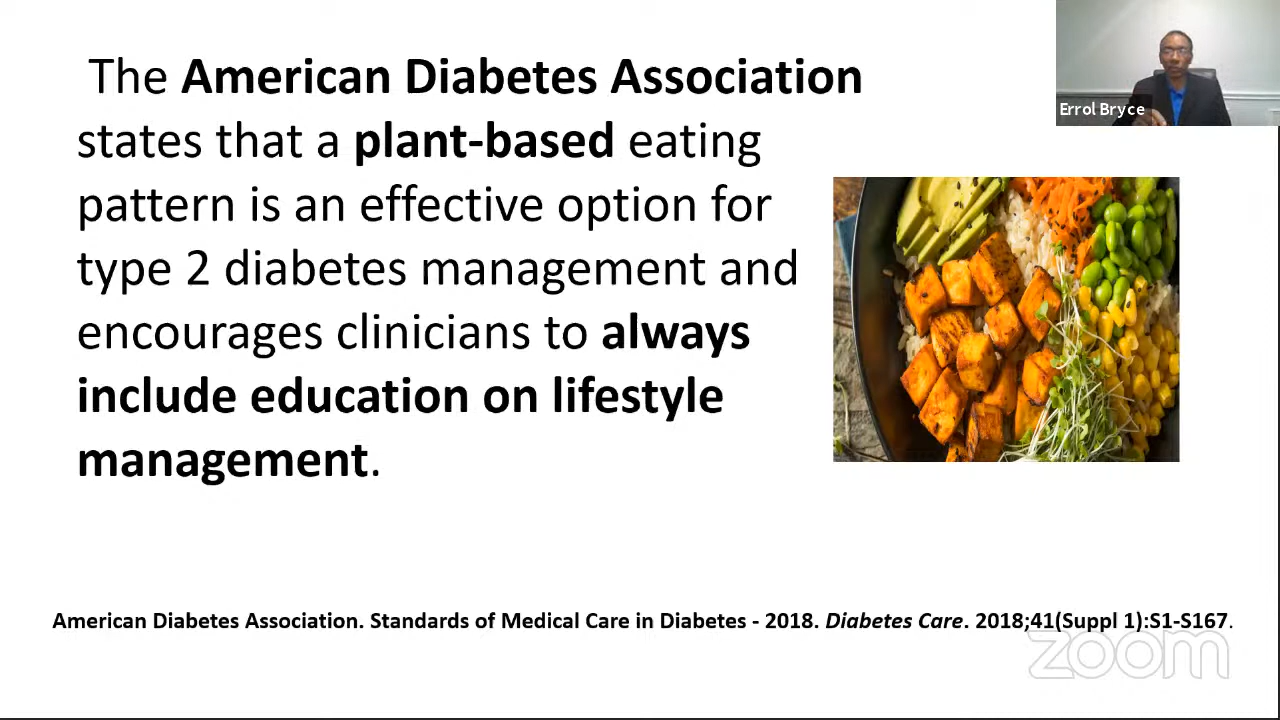 The American Diabetes Association
states that a plant-based eating
pattern is an effective option for
type 2 diabetes management and
encourages clinicians to always
include education on lifestyle
management.
Errol Bryce
American Diabetes Association. Standards of Medical Care in Diabetes - 2018. Diabetes Care. 2018;41(Suppl 1):S1-S167.
zoom